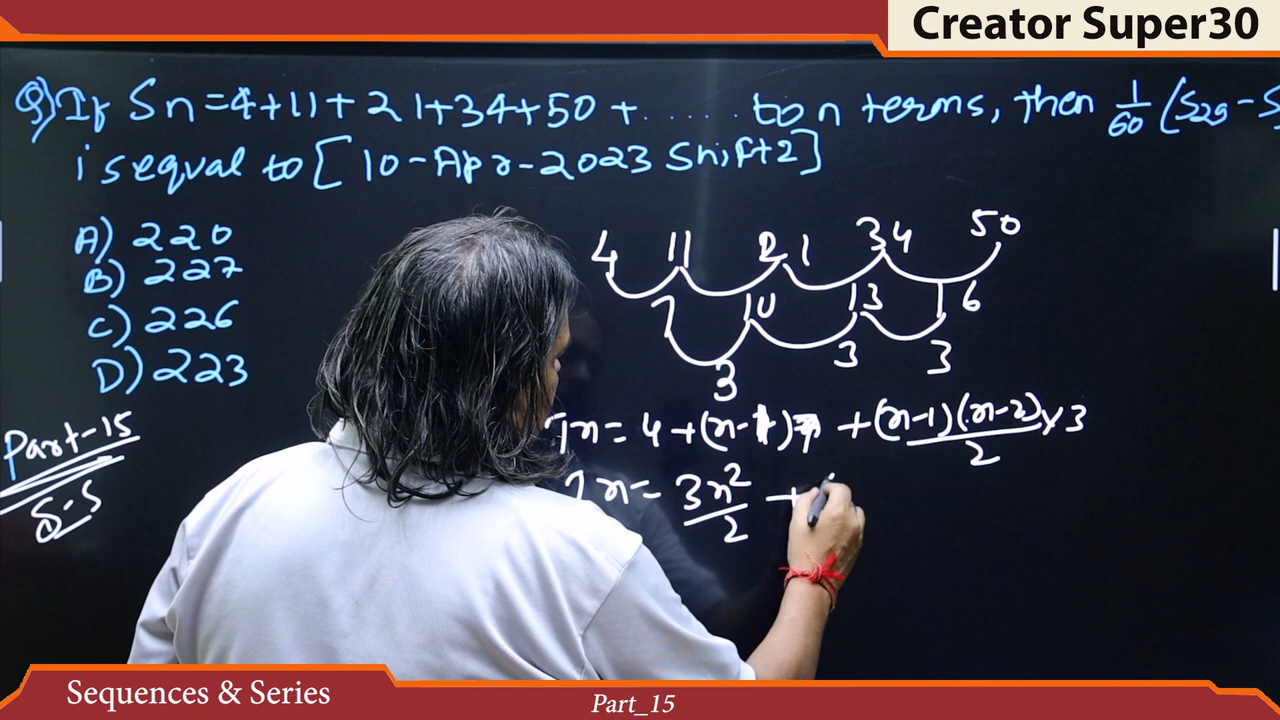 Creator Super30
Q) If Sn = 4+11+21+34+50+...... to n terms, then 1/60 (S29 - S
is equal to [10-Apr-2023 Shift 2]
A) 220
B) 227
C) 226
D) 223
4 11 21 34 50
7 10 13 16
3 3 3
Part-15
S-S
Tn = 4 + (n-1)7 + (n-1)(n-2)/2 × 3
Tn = 3n²/2 +
Sequences & Series
Part_15